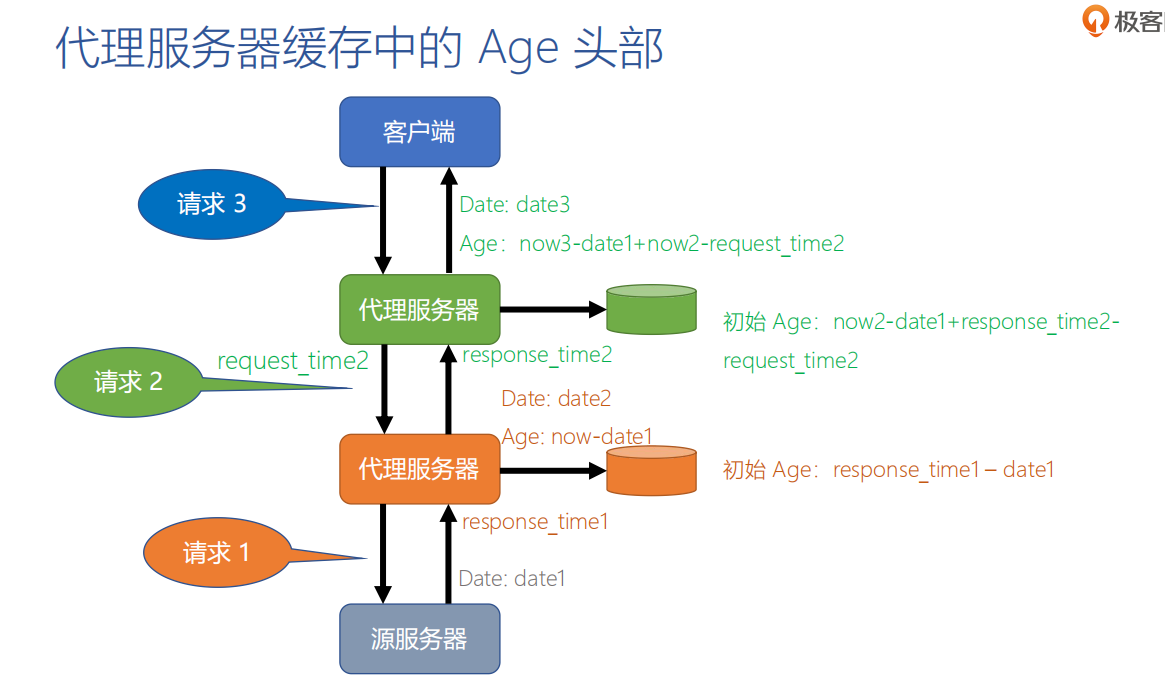 极客
代理服务器缓存中的 Age 头部
客户端
请求 3
Date: date3
Age：now3-date1+now2-request_time2
代理服务器
初始 Age：now2-date1+response_time2-
request_time2
request_time2
response_time2
请求 2
Date: date2
Age: now-date1
代理服务器
初始 Age：response_time1 – date1
response_time1
请求 1
Date: date1
源服务器